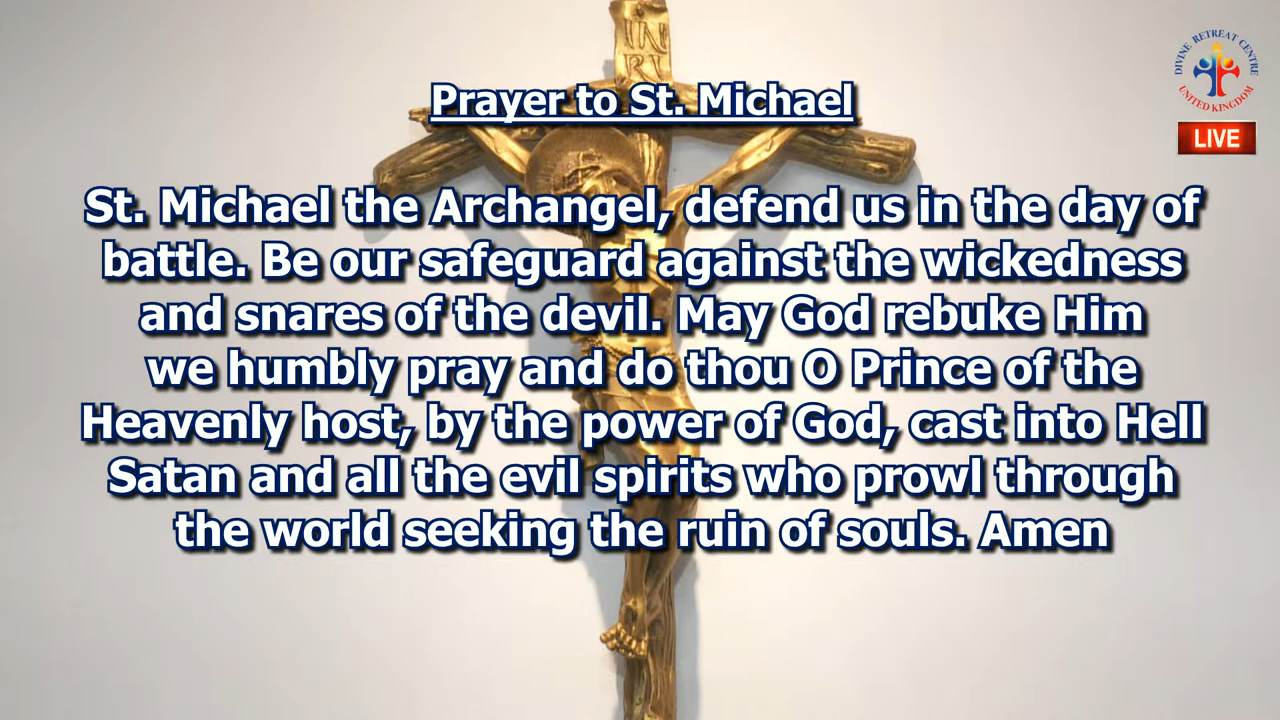 IN
RI
Prayer to St. Michael
DIVINE RETREAT CENTRE
UNITED KINGDOM
LIVE
St. Michael the Archangel, defend us in the day of
battle. Be our safeguard against the wickedness
and snares of the devil. May God rebuke Him
we humbly pray and do thou O Prince of the
Heavenly host, by the power of God, cast into Hell
Satan and all the evil spirits who prowl through
the world seeking the ruin of souls. Amen